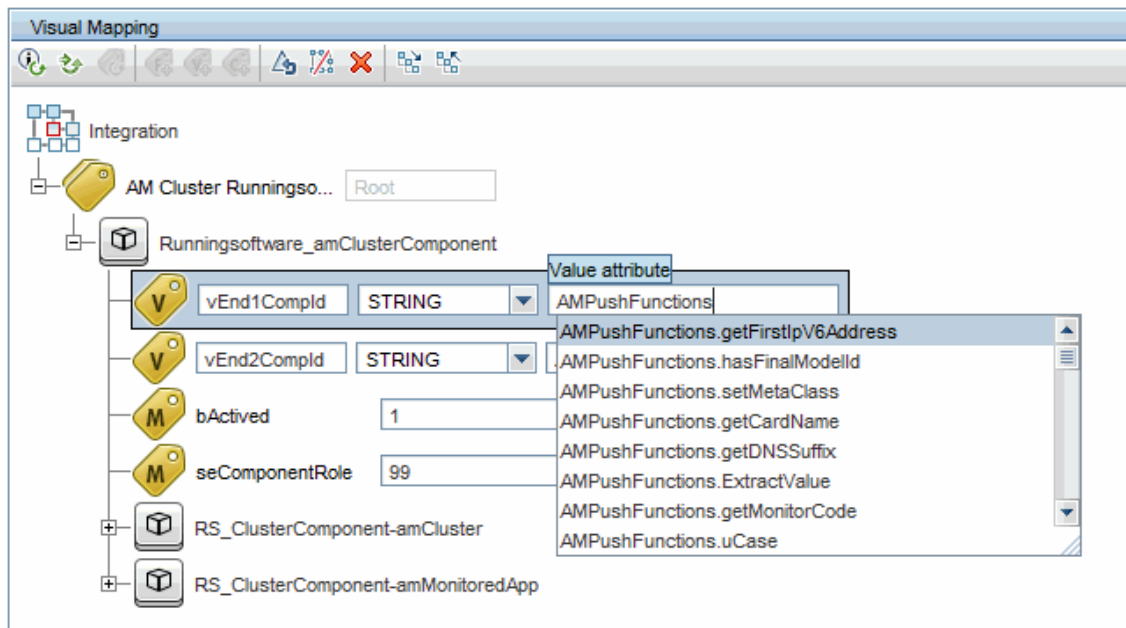 Visual Mapping
Integration
AM Cluster Runningso... Root
Runningsoftware_amClusterComponent
Value attribute
V vEnd1CompId STRING AMPushFunctions
AMPushFunctions.getFirstIpV6Address
V vEnd2CompId STRING
AMPushFunctions.hasFinalModelId
AMPushFunctions.setMetaClass
M bActived 1
AMPushFunctions.getCardName
AMPushFunctions.getDNSSuffix
M seComponentRole 99
AMPushFunctions.ExtractValue
AMPushFunctions.getMonitorCode
RS_ClusterComponent-amCluster
AMPushFunctions.uCase
RS_ClusterComponent-amMonitoredApp